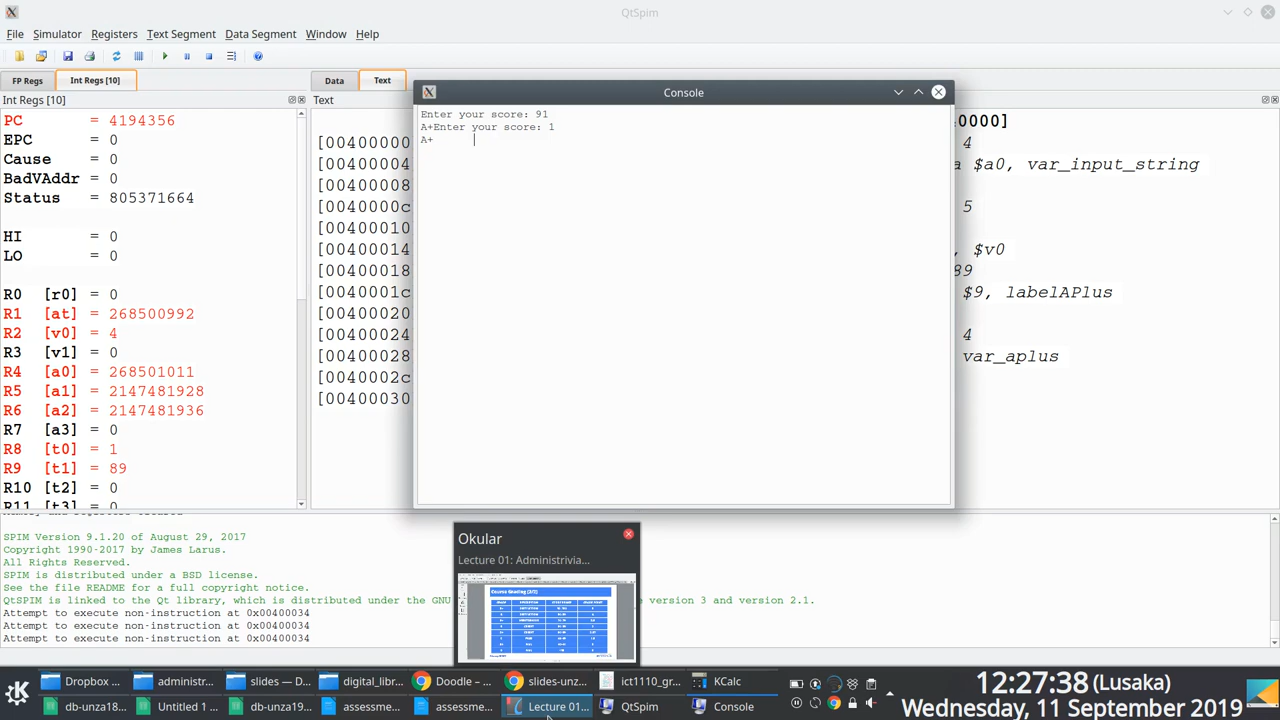 QtSpim
File Simulator Registers Text Segment Data Segment Window Help
FP Regs Int Regs [10] Data Text
Int Regs [10]
Text
PC = 4194356
EPC = 0
Cause = 0
BadVAddr = 0
Status = 805371664
HI = 0
LO = 0
R0 [r0] = 0
R1 [at] = 268500992
R2 [v0] = 4
R3 [v1] = 0
R4 [a0] = 268501011
R5 [a1] = 2147481928
R6 [a2] = 2147481936
R7 [a3] = 0
R8 [t0] = 1
R9 [t1] = 89
R10 [t2] = 0
R11 [t3] = 0
[00400000
[00400004
[00400008
[0040000c
[00400010
[00400014
[00400018
[0040001c
[00400020
[00400024
[00400028
[0040002c
[00400030
0000]
4
a $a0, var_input_string
5
, $v0
89
$9, labelAPlus
4
var_aplus
Console
Enter your score: 91
A+Enter your score: 1
A+
SPIM Version 9.1.20 of August 29, 2017
Copyright 1990-2017 by James Larus.
All Rights Reserved.
SPIM is distributed under a BSD license.
See the file README for a full copyright notice.
QtSPIM is linked to the Qt library, which is distributed under the GNU
version 3 and version 2
Attempt to execute non-instruction at 0x00400034
Attempt to execute non-instruction at 0x00400034
Attempt to execute non-instruction at 0x00400034
Okular
Lecture 01: Administrivia...
Course Grading (2/2)
Dropbox ... administr... slides — D... digital_libr... Doodle – ... slides-unz... ict1110_gr... KCalc
db-unza18... Untitled 1 ... db-unza19... assessme... assessme... Lecture 01... QtSpim Console
12:27:38 (Lusaka)
Wednesday, 11 September 2019